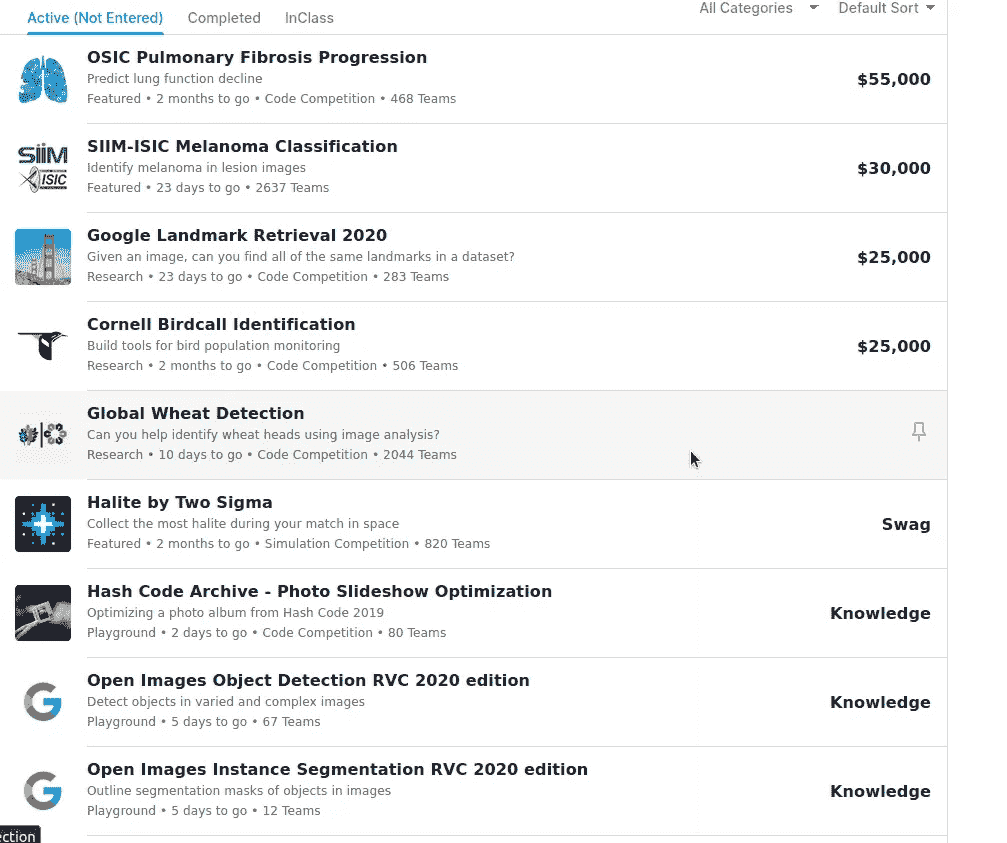 All Categories Default Sort
Active (Not Entered) Completed InClass
OSIC Pulmonary Fibrosis Progression
Predict lung function decline
$55,000
Featured • 2 months to go • Code Competition • 468 Teams
SIIM
ISIC
SIIM-ISIC Melanoma Classification
Identify melanoma in lesion images
$30,000
Featured • 23 days to go • 2637 Teams
Google Landmark Retrieval 2020
Given an image, can you find all of the same landmarks in a dataset?
$25,000
Research • 23 days to go • Code Competition • 283 Teams
Cornell Birdcall Identification
Build tools for bird population monitoring
$25,000
Research • 2 months to go • Code Competition • 506 Teams
Global Wheat Detection
Can you help identify wheat heads using image analysis?
Research • 10 days to go • Code Competition • 2044 Teams
Halite by Two Sigma
Collect the most halite during your match in space
Swag
Featured • 2 months to go • Simulation Competition • 820 Teams
Hash Code Archive - Photo Slideshow Optimization
Optimizing a photo album from Hash Code 2019
Knowledge
Playground • 2 days to go • Code Competition • 80 Teams
Open Images Object Detection RVC 2020 edition
Detect objects in varied and complex images
Knowledge
Playground • 5 days to go • 67 Teams
Open Images Instance Segmentation RVC 2020 edition
Outline segmentation masks of objects in images
Knowledge
Playground • 5 days to go • 12 Teams
ection